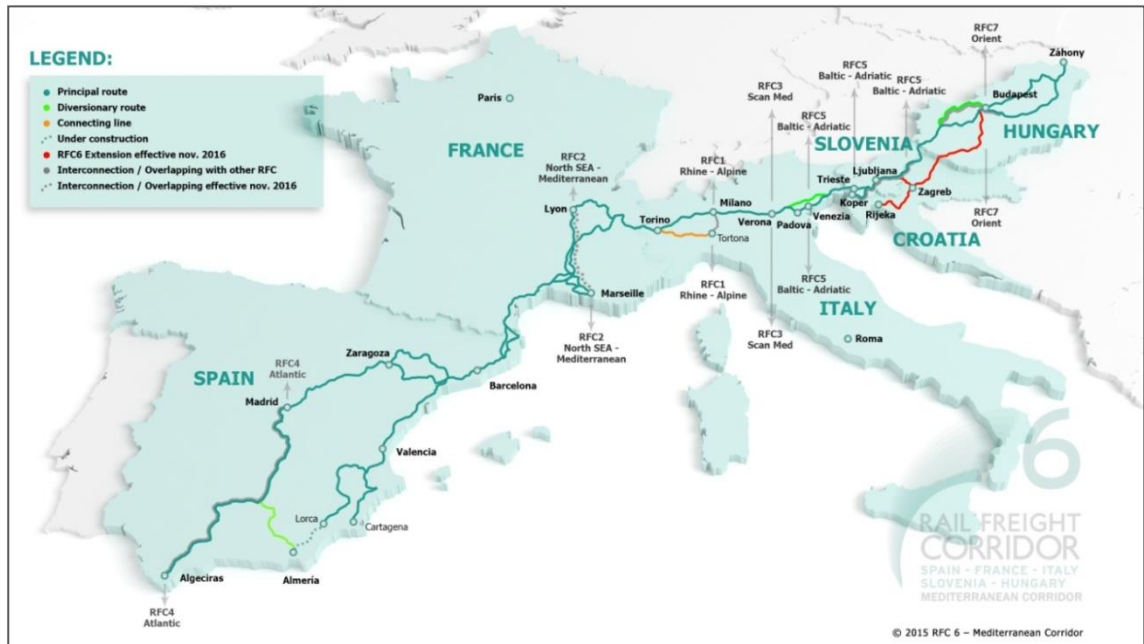 LEGEND:
Principal route
Diversionary route
Connecting line
Under construction
RFC6 Extension effective nov. 2016
Interconnection / Overlapping with other RFC
Interconnection / Overlapping effective nov. 2016
Paris
FRANCE
RFC2
North SEA -
Mediterranean
Lyon
Torino
RFC1
Rhine - Alpine
Milano
RFC3
Scan Med
RFC5
Baltic - Adriatic
RFC5
Baltic - Adriatic
RFC5
Baltic - Adriatic
RFC7
Orient
Záhony
Budapest
HUNGARY
SLOVENIA
Ljubljana
Trieste
Zagreb
Koper
Rijeka
Verona
Padova
Venezia
Tortona
CROATIA
RFC7
Orient
RFC1
Rhine - Alpine
RFC5
Baltic - Adriatic
ITALY
RFC3
Scan Med
Roma
Marseille
RFC2
North SEA -
Mediterranean
Zaragoza
RFC4
Atlantic
SPAIN
Madrid
Barcelona
Valencia
Lorca
Cartagena
Algeciras
Almería
RFC4
Atlantic
6
RAIL FREIGHT
CORRIDOR
SPAIN - FRANCE - ITALY
SLOVENIA - HUNGARY
MEDITERRANEAN CORRIDOR
© 2015 RFC 6 – Mediterranean Corridor